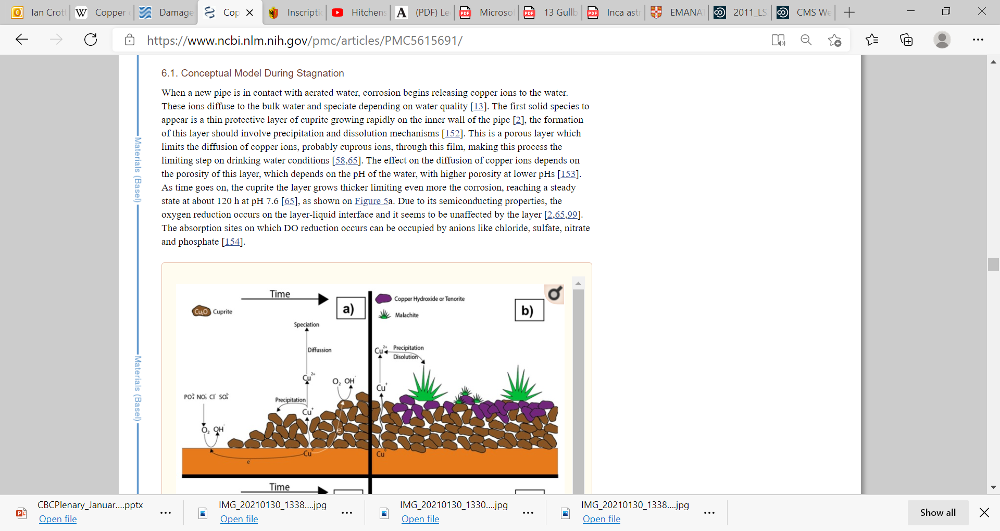 Ian Crott
Copper
Damage
Cop
Inscriptio
Hitchens
(PDF) Le
Microsof
13 Gullb
Inca astr
EMANAT
2011_LS
CMS We
https://www.ncbi.nlm.nih.gov/pmc/articles/PMC5615691/
6.1. Conceptual Model During Stagnation
When a new pipe is in contact with aerated water, corrosion begins releasing copper ions to the water.
These ions diffuse to the bulk water and speciate depending on water quality [13]. The first solid species to
appear is a thin protective layer of cuprite growing rapidly on the inner wall of the pipe [2], the formation
of this layer should involve precipitation and dissolution mechanisms [152]. This is a porous layer which
limits the diffusion of copper ions, probably cuprous ions, through this film, making this process the
limiting step on drinking water conditions [58,65]. The effect on the diffusion of copper ions depends on
the porosity of this layer, which depends on the pH of the water, with higher porosity at lower pHs [153].
As time goes on, the cuprite the layer grows thicker limiting even more the corrosion, reaching a steady
state at about 120 h at pH 7.6 [65], as shown on Figure 5a. Due to its semiconducting properties, the
oxygen reduction occurs on the layer-liquid interface and it seems to be unaffected by the layer [2,65,99].
The absorption sites on which DO reduction occurs can be occupied by anions like chloride, sulfate, nitrate
and phosphate [154].
Materials (Basel)
Materials (Basel)
Time
a)
Cu₂O Cuprite
Speciation
Diffussion
Cu²⁺
O₂ OH⁻
PO₄³⁻ NO₃⁻ Cl⁻ SO₄²⁻
Precipitation
Cu⁺
O₂ OH⁻
e⁻
Cu⁰
e⁻
Copper Hydroxide or Tenorite
b)
Malachite
Cu²⁺ Precipitation
Disolution
Cu⁺
Cu⁰
Time
CBCPlenary_Januar....pptx
Open file
IMG_20210130_1338....jpg
Open file
IMG_20210130_1330....jpg
Open file
IMG_20210130_1338....jpg
Open file
Show all